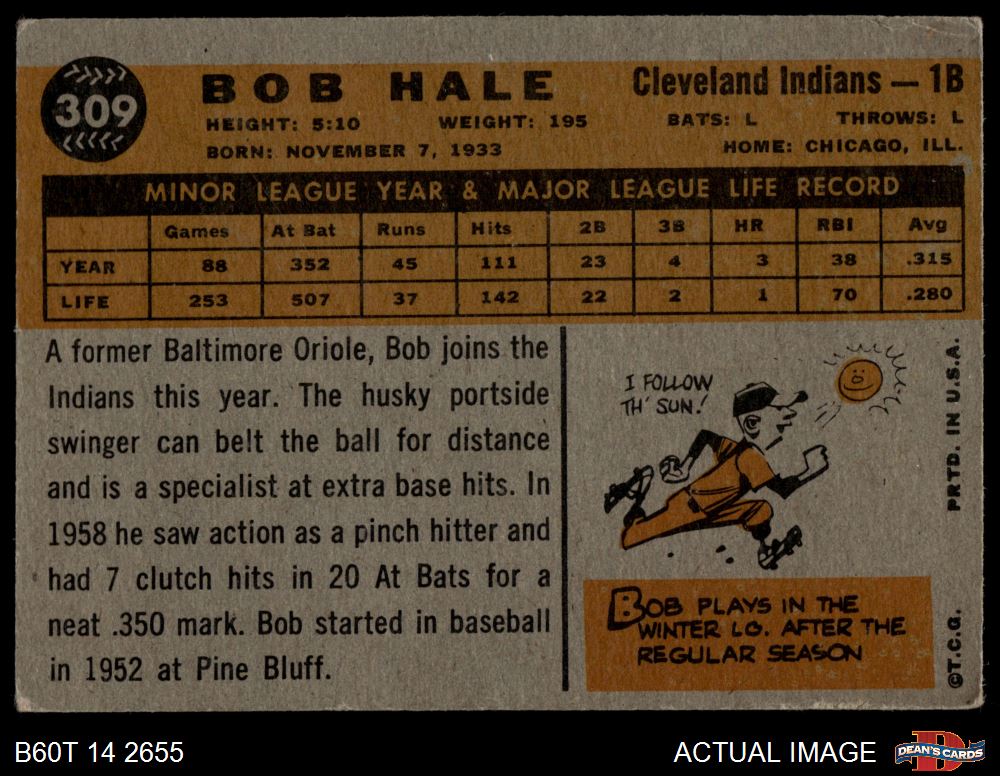 309
BOB HALE
Cleveland Indians — 1B
HEIGHT: 5:10 WEIGHT: 195 BATS: L THROWS: L
BORN: NOVEMBER 7, 1933 HOME: CHICAGO, ILL.
MINOR LEAGUE YEAR & MAJOR LEAGUE LIFE RECORD
Games At Bat Runs Hits 2B 3B HR RBI Avg
YEAR 88 352 45 111 23 4 3 38 .315
LIFE 253 507 37 142 22 2 1 70 .280
A former Baltimore Oriole, Bob joins the
Indians this year. The husky portside
swinger can belt the ball for distance
and is a specialist at extra base hits. In
1958 he saw action as a pinch hitter and
had 7 clutch hits in 20 At Bats for a
neat .350 mark. Bob started in baseball
in 1952 at Pine Bluff.
I FOLLOW
TH' SUN!
BOB PLAYS IN THE
WINTER LG. AFTER THE
REGULAR SEASON
©T.C.G. PRTD. IN U.S.A.
B60T 14 2655 ACTUAL IMAGE
DEAN'S CARDS